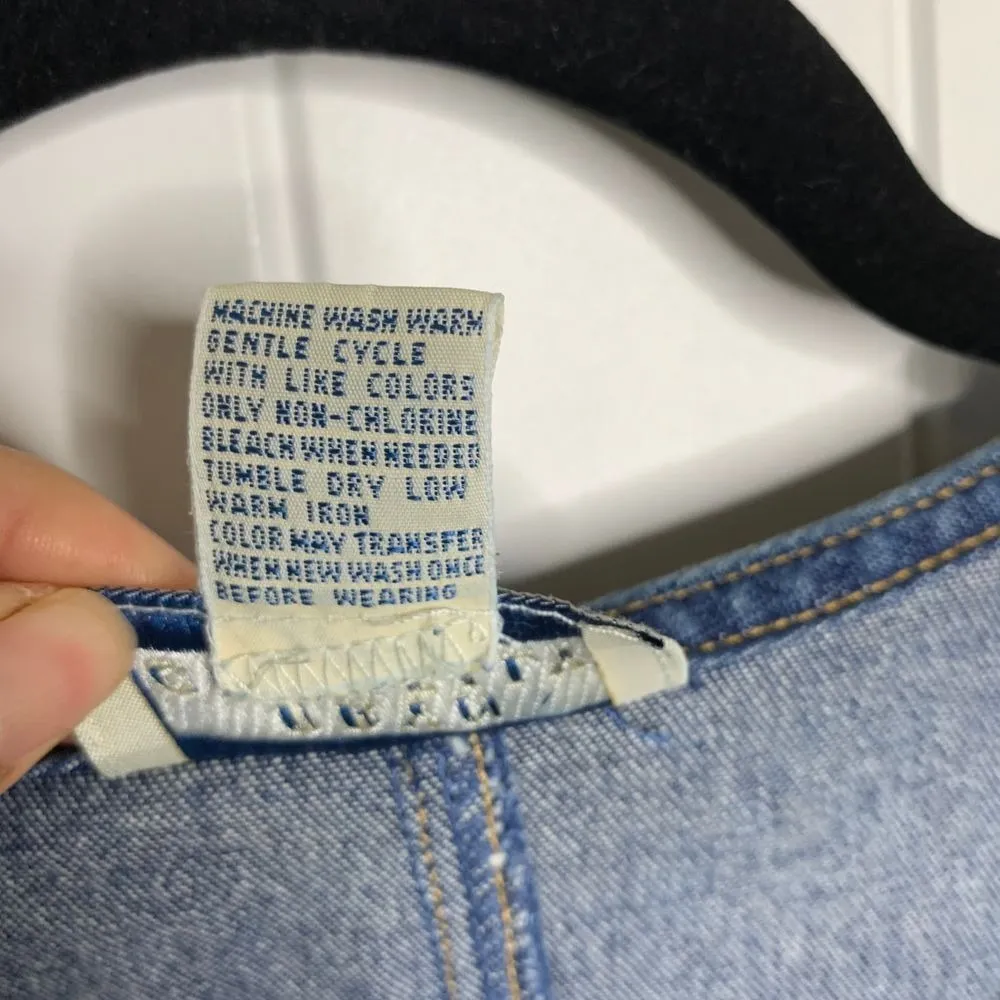 MACHINE WASH WARM
GENTLE CYCLE
WITH LIKE COLORS
ONLY NON-CHLORINE
BLEACH WHEN NEEDED
TUMBLE DRY LOW
WARM IRON
COLOR MAY TRANSFER
WHEN NEW WASH ONCE
BEFORE WEARING